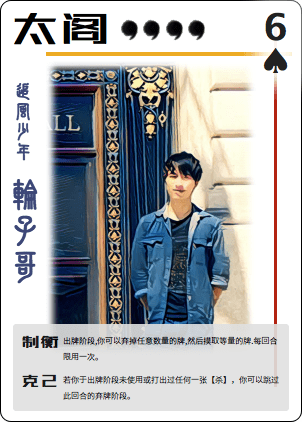 太阁
6
追风少年
輪子哥
ALL
制衡 出牌阶段,你可以弃掉任意数量的牌,然后摸取等量的牌.每回合
限用一次。
克己 若你于出牌阶段未使用或打出过任何一张【杀】，你可以跳过
此回合的弃牌阶段。